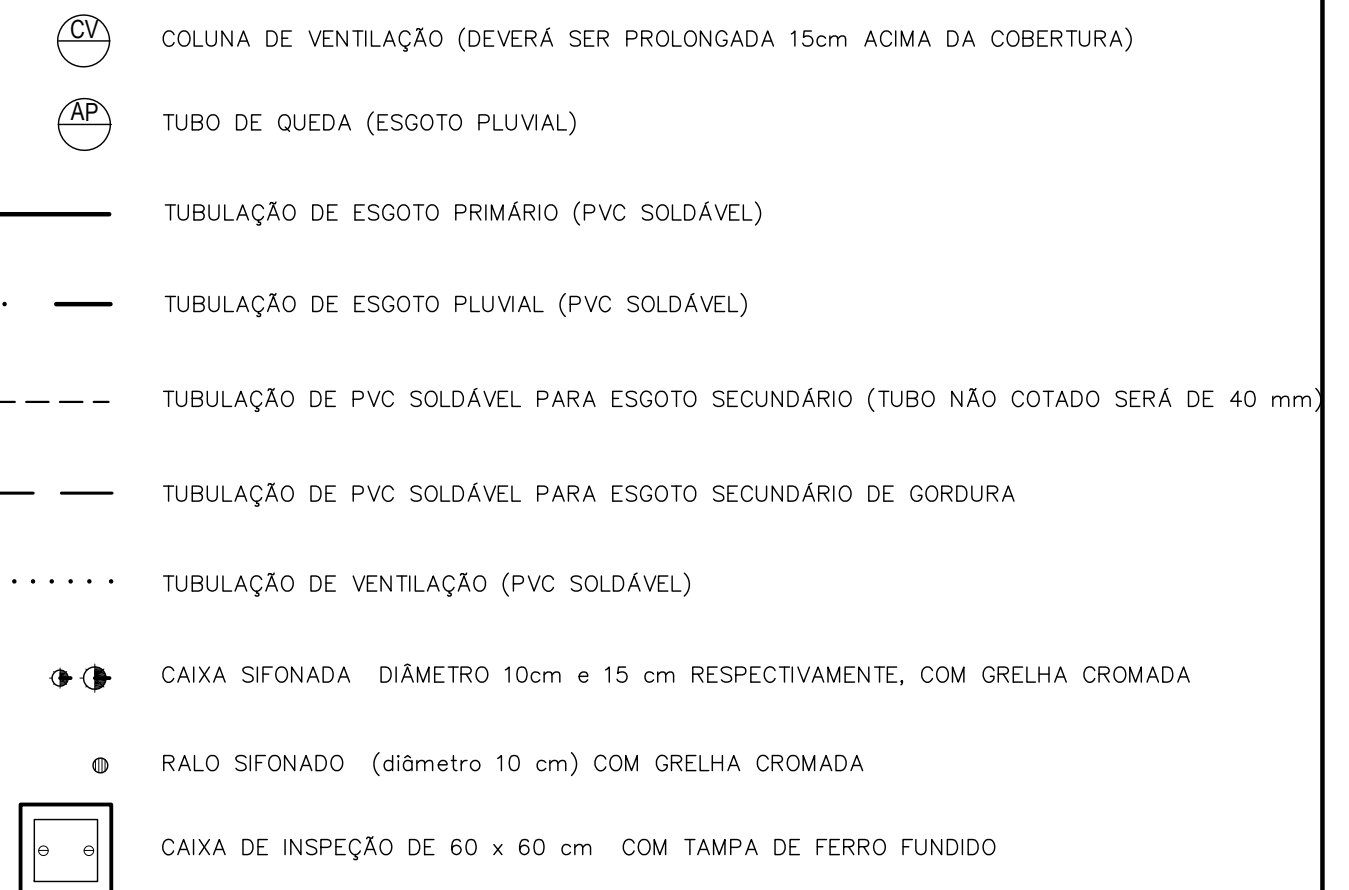 CV COLUNA DE VENTILAÇÃO (DEVERÁ SER PROLONGADA 15cm ACIMA DA COBERTURA)
AP TUBO DE QUEDA (ESGOTO PLUVIAL)
TUBULAÇÃO DE ESGOTO PRIMÁRIO (PVC SOLDÁVEL)
TUBULAÇÃO DE ESGOTO PLUVIAL (PVC SOLDÁVEL)
TUBULAÇÃO DE PVC SOLDÁVEL PARA ESGOTO SECUNDÁRIO (TUBO NÃO COTADO SERÁ DE 40 mm)
TUBULAÇÃO DE PVC SOLDÁVEL PARA ESGOTO SECUNDÁRIO DE GORDURA
TUBULAÇÃO DE VENTILAÇÃO (PVC SOLDÁVEL)
CAIXA SIFONADA DIÂMETRO 10cm e 15 cm RESPECTIVAMENTE, COM GRELHA CROMADA
RALO SIFONADO (diâmetro 10 cm) COM GRELHA CROMADA
CAIXA DE INSPEÇÃO DE 60 x 60 cm COM TAMPA DE FERRO FUNDIDO